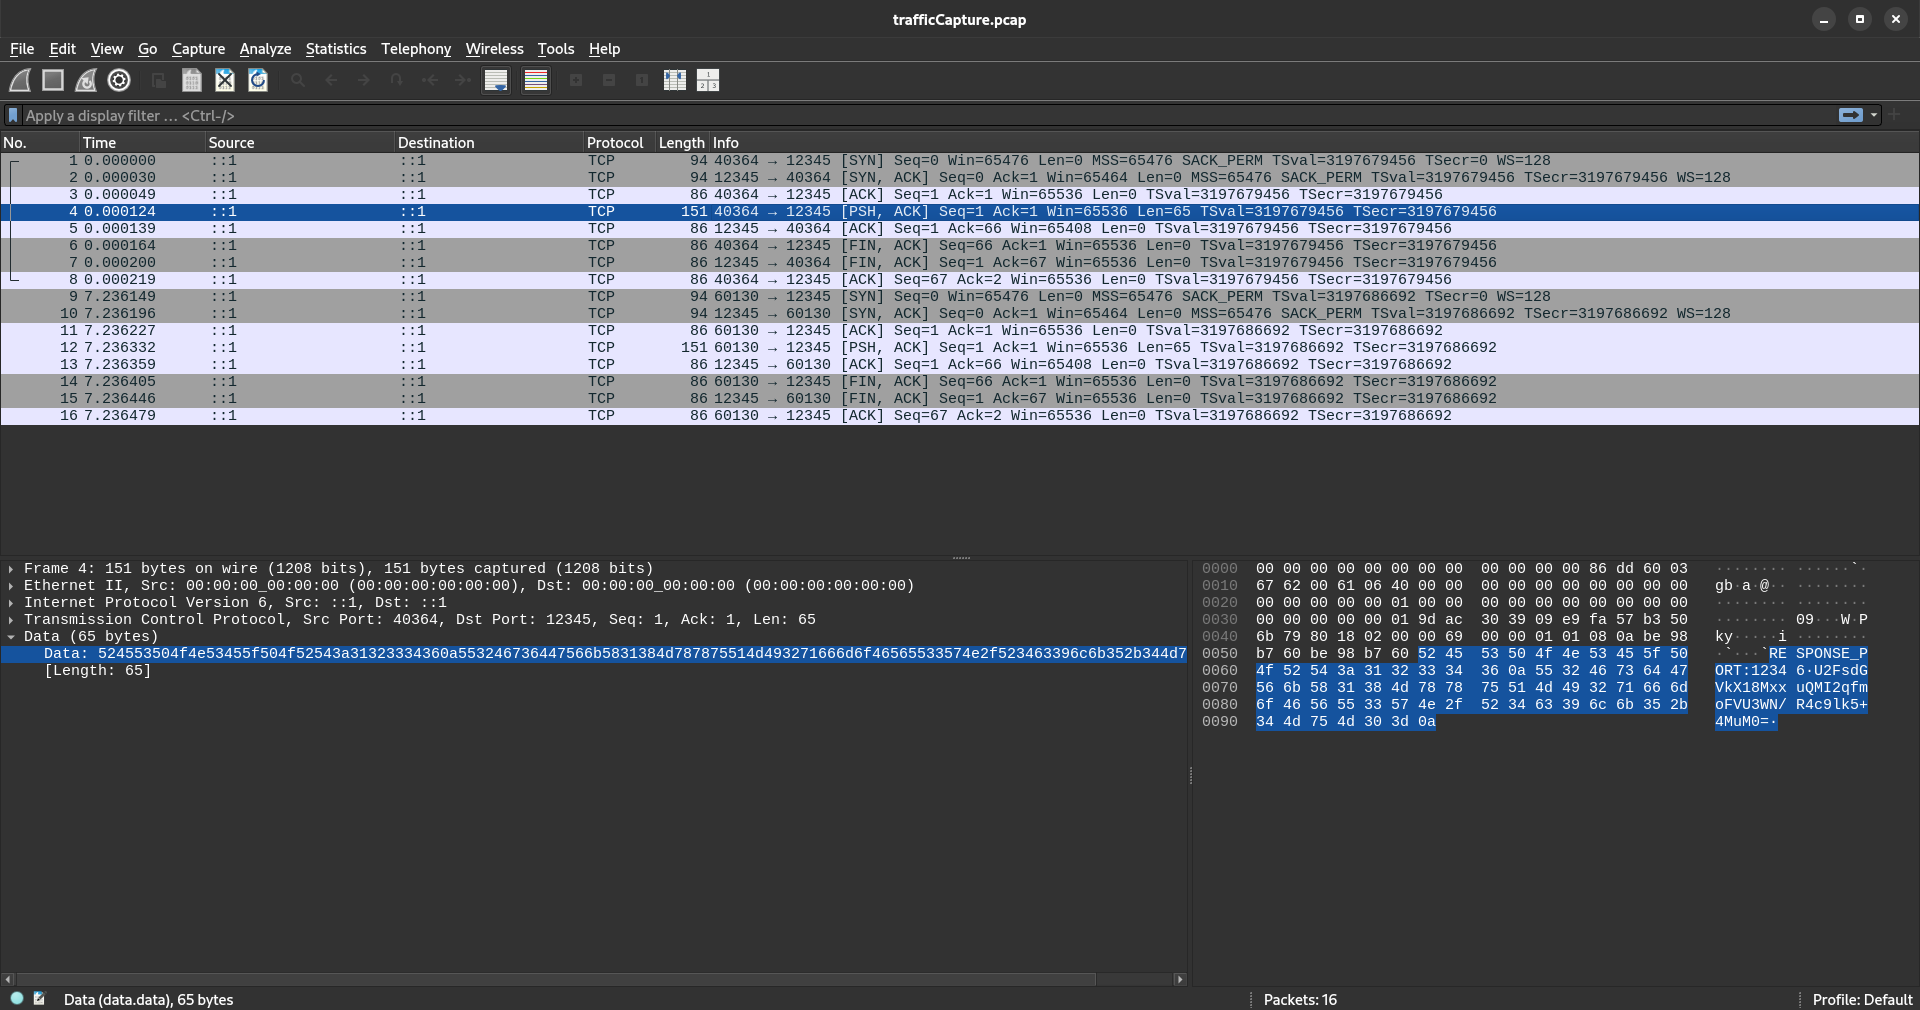 trafficCapture.pcap
File Edit View Go Capture Analyze Statistics Telephony Wireless Tools Help
Apply a display filter … <Ctrl-/>
No. Time Source Destination Protocol Length Info
1 0.000000 ::1 ::1 TCP 94 40364 → 12345 [SYN] Seq=0 Win=65476 Len=0 MSS=65476 SACK_PERM TSval=3197679456 TSecr=0 WS=128
2 0.000030 ::1 ::1 TCP 94 12345 → 40364 [SYN, ACK] Seq=0 Ack=1 Win=65464 Len=0 MSS=65476 SACK_PERM TSval=3197679456 TSecr=3197679456 WS=128
3 0.000049 ::1 ::1 TCP 86 40364 → 12345 [ACK] Seq=1 Ack=1 Win=65536 Len=0 TSval=3197679456 TSecr=3197679456
4 0.000124 ::1 ::1 TCP 151 40364 → 12345 [PSH, ACK] Seq=1 Ack=1 Win=65536 Len=65 TSval=3197679456 TSecr=3197679456
5 0.000139 ::1 ::1 TCP 86 12345 → 40364 [ACK] Seq=1 Ack=66 Win=65408 Len=0 TSval=3197679456 TSecr=3197679456
6 0.000164 ::1 ::1 TCP 86 40364 → 12345 [FIN, ACK] Seq=66 Ack=1 Win=65536 Len=0 TSval=3197679456 TSecr=3197679456
7 0.000200 ::1 ::1 TCP 86 12345 → 40364 [FIN, ACK] Seq=1 Ack=67 Win=65536 Len=0 TSval=3197679456 TSecr=3197679456
8 0.000219 ::1 ::1 TCP 86 40364 → 12345 [ACK] Seq=67 Ack=2 Win=65536 Len=0 TSval=3197679456 TSecr=3197679456
9 7.236149 ::1 ::1 TCP 94 60130 → 12345 [SYN] Seq=0 Win=65476 Len=0 MSS=65476 SACK_PERM TSval=3197686692 TSecr=0 WS=128
10 7.236196 ::1 ::1 TCP 94 12345 → 60130 [SYN, ACK] Seq=0 Ack=1 Win=65464 Len=0 MSS=65476 SACK_PERM TSval=3197686692 TSecr=3197686692 WS=128
11 7.236227 ::1 ::1 TCP 86 60130 → 12345 [ACK] Seq=1 Ack=1 Win=65536 Len=0 TSval=3197686692 TSecr=3197686692
12 7.236332 ::1 ::1 TCP 151 60130 → 12345 [PSH, ACK] Seq=1 Ack=1 Win=65536 Len=65 TSval=3197686692 TSecr=3197686692
13 7.236359 ::1 ::1 TCP 86 12345 → 60130 [ACK] Seq=1 Ack=66 Win=65408 Len=0 TSval=3197686692 TSecr=3197686692
14 7.236405 ::1 ::1 TCP 86 60130 → 12345 [FIN, ACK] Seq=66 Ack=1 Win=65536 Len=0 TSval=3197686692 TSecr=3197686692
15 7.236446 ::1 ::1 TCP 86 12345 → 60130 [FIN, ACK] Seq=1 Ack=67 Win=65536 Len=0 TSval=3197686692 TSecr=3197686692
16 7.236479 ::1 ::1 TCP 86 60130 → 12345 [ACK] Seq=67 Ack=2 Win=65536 Len=0 TSval=3197686692 TSecr=3197686692
Frame 4: 151 bytes on wire (1208 bits), 151 bytes captured (1208 bits)
Ethernet II, Src: 00:00:00_00:00:00 (00:00:00:00:00:00), Dst: 00:00:00_00:00:00 (00:00:00:00:00:00)
Internet Protocol Version 6, Src: ::1, Dst: ::1
Transmission Control Protocol, Src Port: 40364, Dst Port: 12345, Seq: 1, Ack: 1, Len: 65
Data (65 bytes)
Data: 524553504f4e53455f504f52543a31323334360a553246736447566b5831384d787875514d493271666d6f46565533574e2f523463396c6b352b344d7
[Length: 65]
0000 00 00 00 00 00 00 00 00 00 00 00 00 86 dd 60 03 ········ ······`·
0010 67 62 00 61 06 40 00 00 00 00 00 00 00 00 00 00 gb·a·@·· ········
0020 00 00 00 00 00 01 00 00 00 00 00 00 00 00 00 00 ········ ········
0030 00 00 00 00 00 01 9d ac 30 39 09 e9 fa 57 b3 50 ········ 09···W·P
0040 6b 79 80 18 02 00 00 69 00 00 01 01 08 0a be 98 ky·····i ········
0050 b7 60 be 98 b7 60 52 45 53 50 4f 4e 53 45 5f 50 ·`···`RE SPONSE_P
0060 4f 52 54 3a 31 32 33 34 36 0a 55 32 46 73 64 47 ORT:1234 6·U2FsdG
0070 56 6b 58 31 38 4d 78 78 75 51 4d 49 32 71 66 6d VkX18Mxx uQMI2qfm
0080 6f 46 56 55 33 57 4e 2f 52 34 63 39 6c 6b 35 2b oFVU3WN/ R4c9lk5+
0090 34 4d 75 4d 30 3d 0a 4MuM0=·
Data (data.data), 65 bytes
Packets: 16
Profile: Default